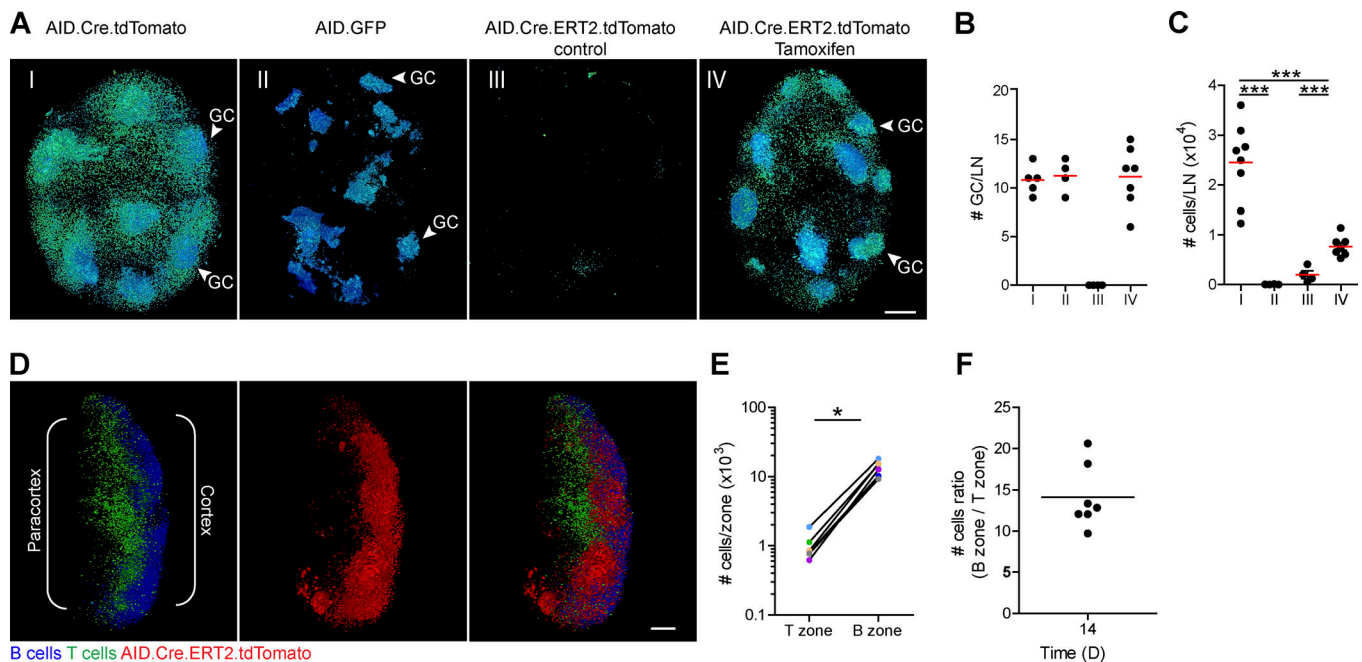 A
AID.Cre.tdTomato
AID.GFP
AID.Cre.ERT2.tdTomato
control
AID.Cre.ERT2.tdTomato
Tamoxifen
I
GC
GC
II
GC
GC
III
IV
GC
GC
B
# GC/LN
20
15
10
5
0
I II III IV
C
# cells/LN (x10⁴)
4
3
2
1
0
*** 
*** ***
I II III IV
D
Paracortex
Cortex
B cells T cells AID.Cre.ERT2.tdTomato
E
# cells/zone (x10³)
100
10
1
0.1
*
T zone B zone
F
# cells ratio
(B zone / T zone)
25
20
15
10
5
0
14
Time (D)